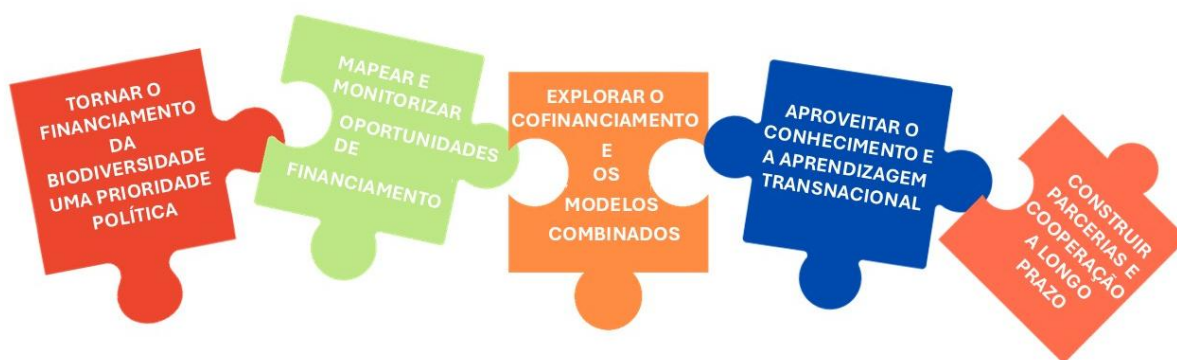 TORNAR O
FINANCIAMENTO
DA
BIODIVERSIDADE
UMA PRIORIDADE
POLÍTICA
MAPEAR E
MONITORIZAR
OPORTUNIDADES
DE
FINANCIAMENTO
EXPLORAR O
COFINANCIAMENTO
E
OS
MODELOS
COMBINADOS
APROVEITAR O
CONHECIMENTO E
A APRENDIZAGEM
TRANSNACIONAL
CONSTRUIR
PARCERIAS E
COOPERAÇÃO
A LONGO
PRAZO